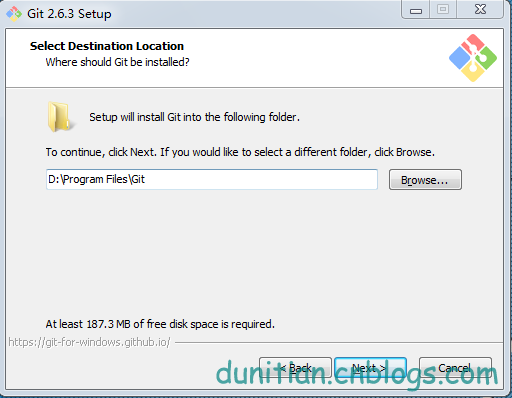 Git 2.6.3 Setup
Select Destination Location
Where should Git be installed?
Setup will install Git into the following folder.
To continue, click Next. If you would like to select a different folder, click Browse.
D:\Program Files\Git
Browse...
At least 187.3 MB of free disk space is required.
https://git-for-windows.github.io/
< Back
Next >
Cancel
dunitian.cnblogs.com